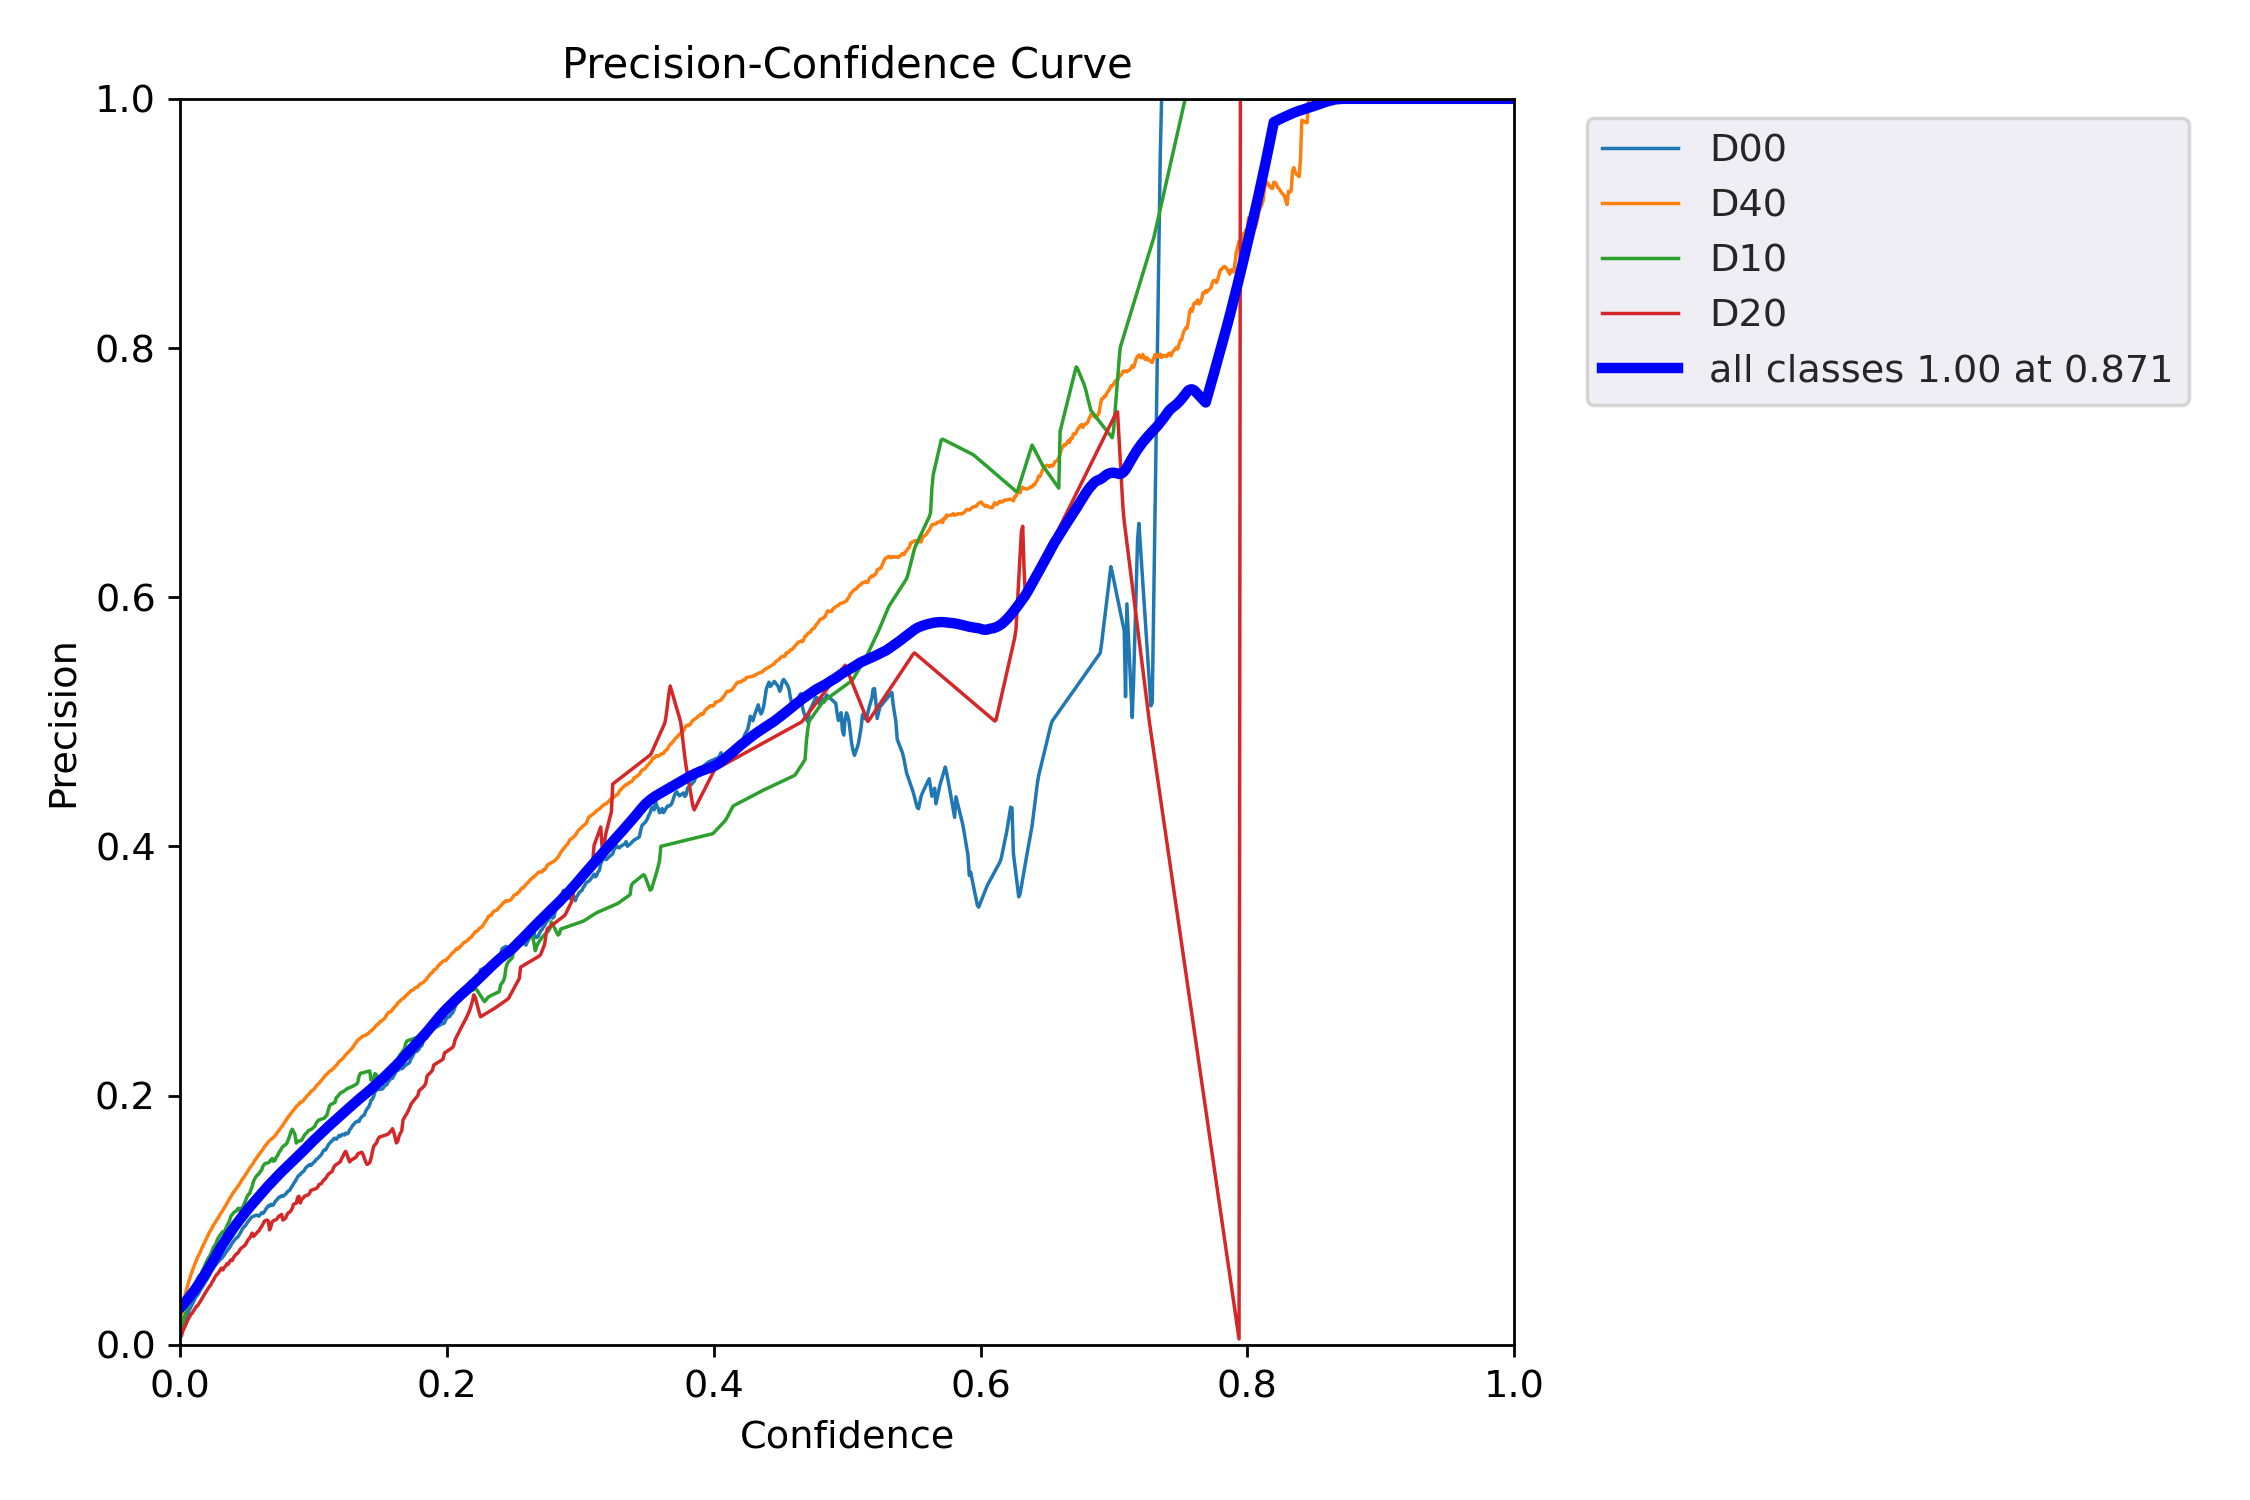 Precision-Confidence Curve
1.0
0.8
0.6
0.4
0.2
0.0
Precision
0.0 0.2 0.4 0.6 0.8 1.0
Confidence
D00
D40
D10
D20
all classes 1.00 at 0.871